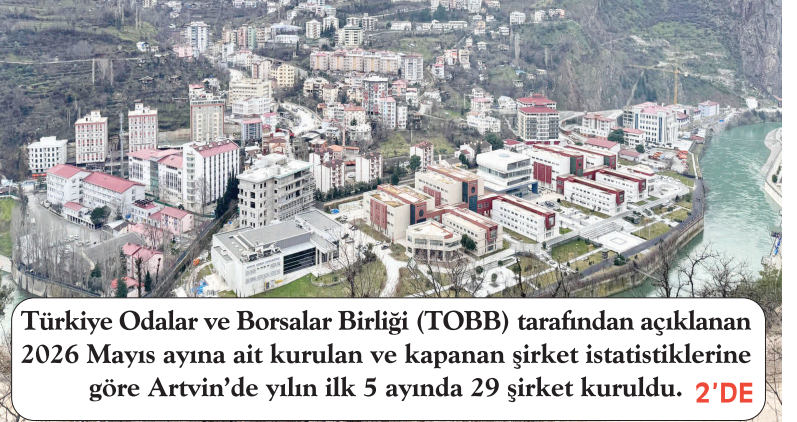 Türkiye Odalar ve Borsalar Birliği (TOBB) tarafından açıklanan
2026 Mayıs ayına ait kurulan ve kapanan şirket istatistiklerine
göre Artvin'de yılın ilk 5 ayında 29 şirket kuruldu. 2'DE